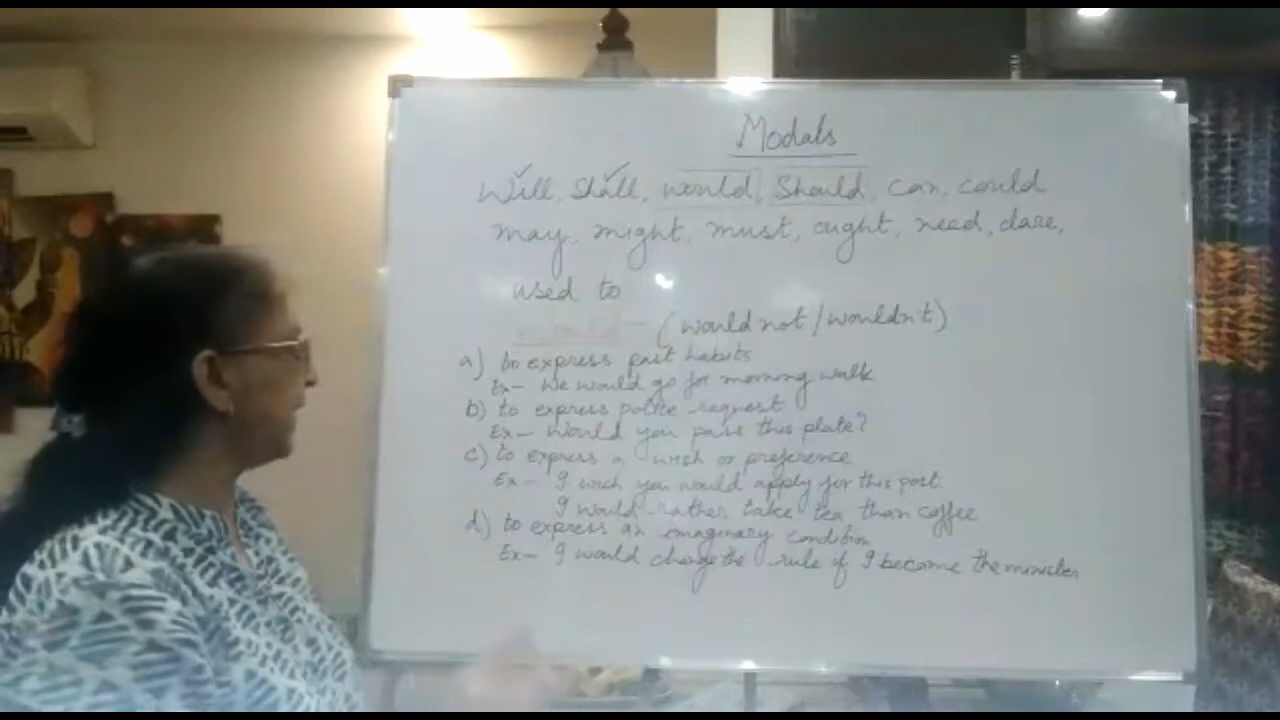 Modals
Will, Shall, would, Should, can, could
may, might, must, ought, need, dare,
used to
would - (would not / wouldn't)
a) to express past habits
Ex- We would go for morning walk
b) to express polite request
Ex- Would you pass this plate?
c) to express a wish or preference
Ex- I wish you would apply for this post.
I would rather take tea than coffee
d) to express an imaginary condition
Ex- I would change the rule if I become the minister